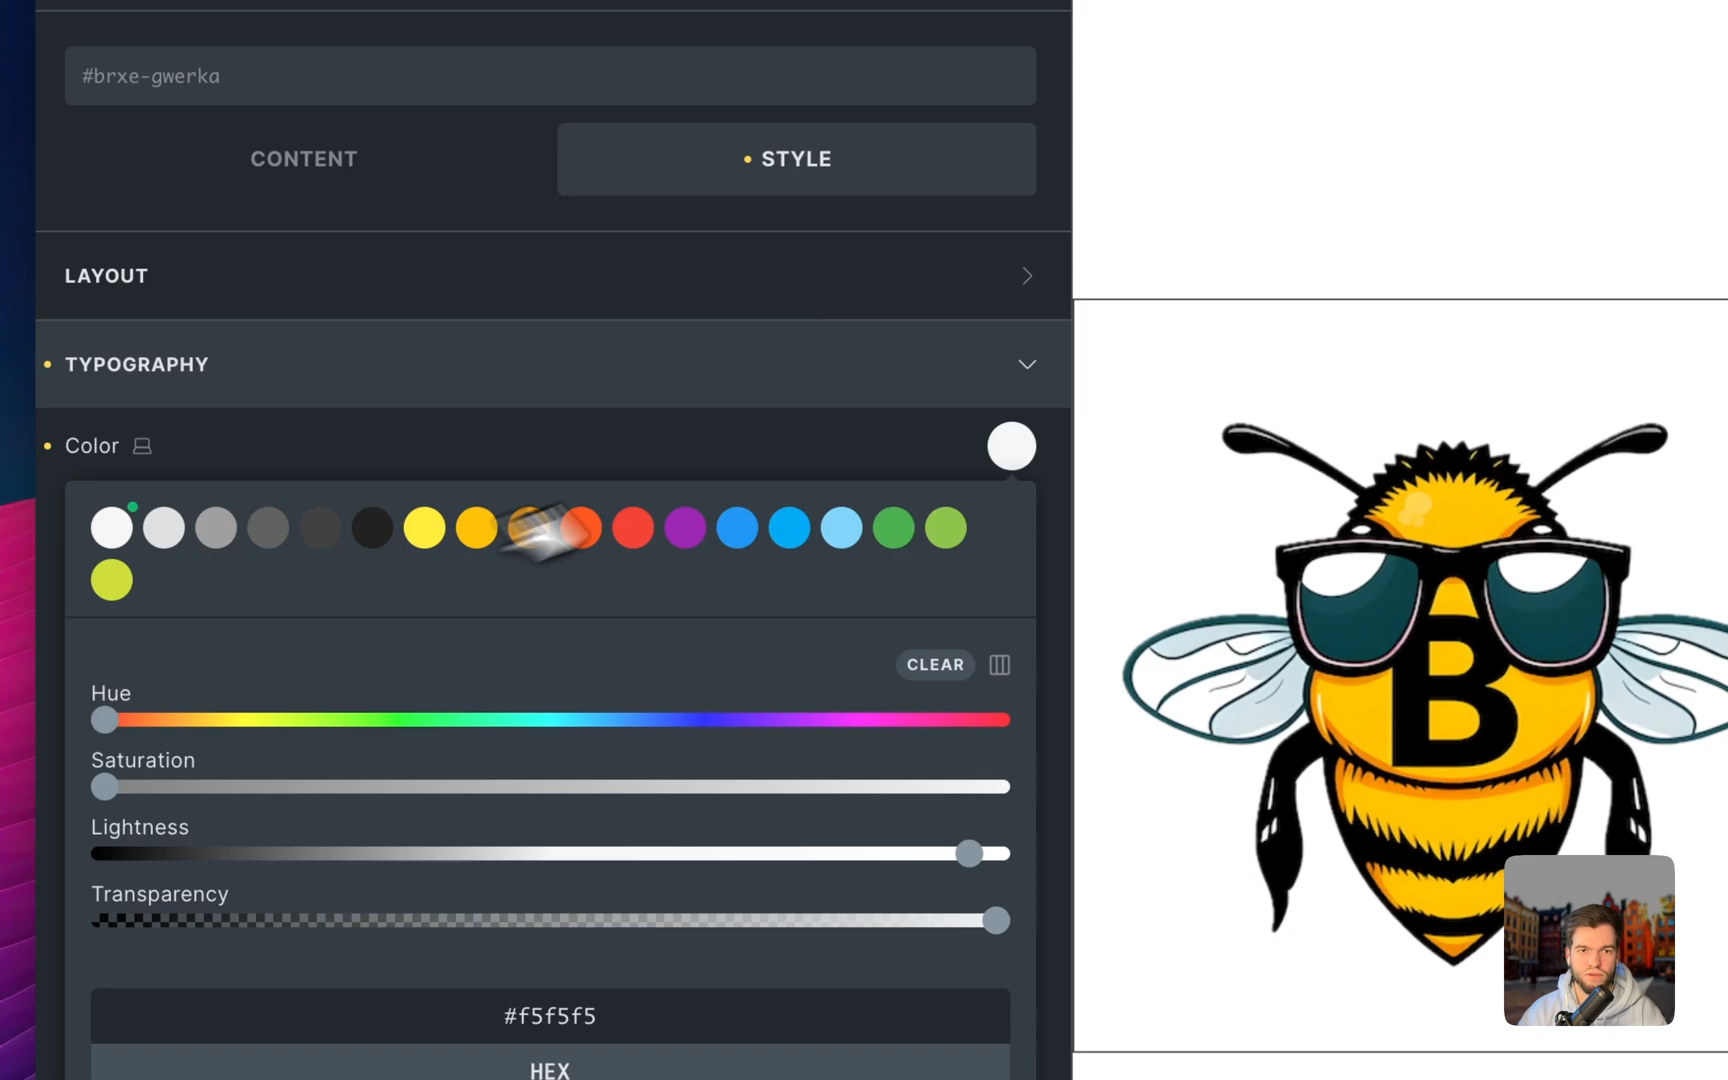 #brxe-gwerka
CONTENT
STYLE
LAYOUT
TYPOGRAPHY
Color
CLEAR
Hue
Saturation
Lightness
Transparency
#f5f5f5
HEX
B